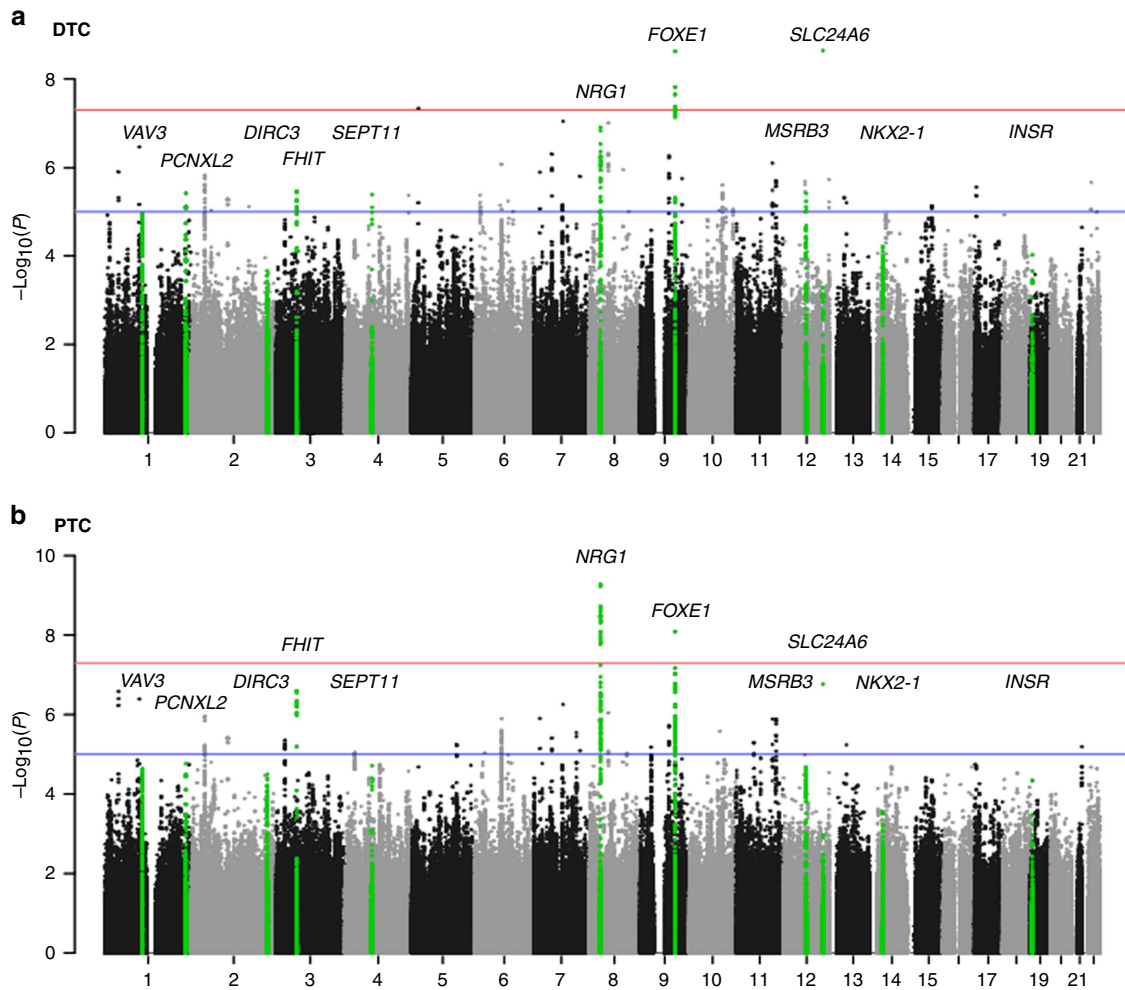 a
DTC
FOXE1
SLC24A6
NRG1
VAV3
DIRC3
SEPT11
MSRB3
NKX2-1
INSR
PCNXL2
FHIT
8
6
4
2
0
−Log10(P)
1 2 3 4 5 6 7 8 9 10 11 12 13 14 15 17 19 21
b
PTC
NRG1
FOXE1
FHIT
SLC24A6
VAV3
DIRC3
SEPT11
MSRB3
NKX2-1
INSR
PCNXL2
10
8
6
4
2
0
−Log10(P)
1 2 3 4 5 6 7 8 9 10 11 12 13 14 15 17 19 21